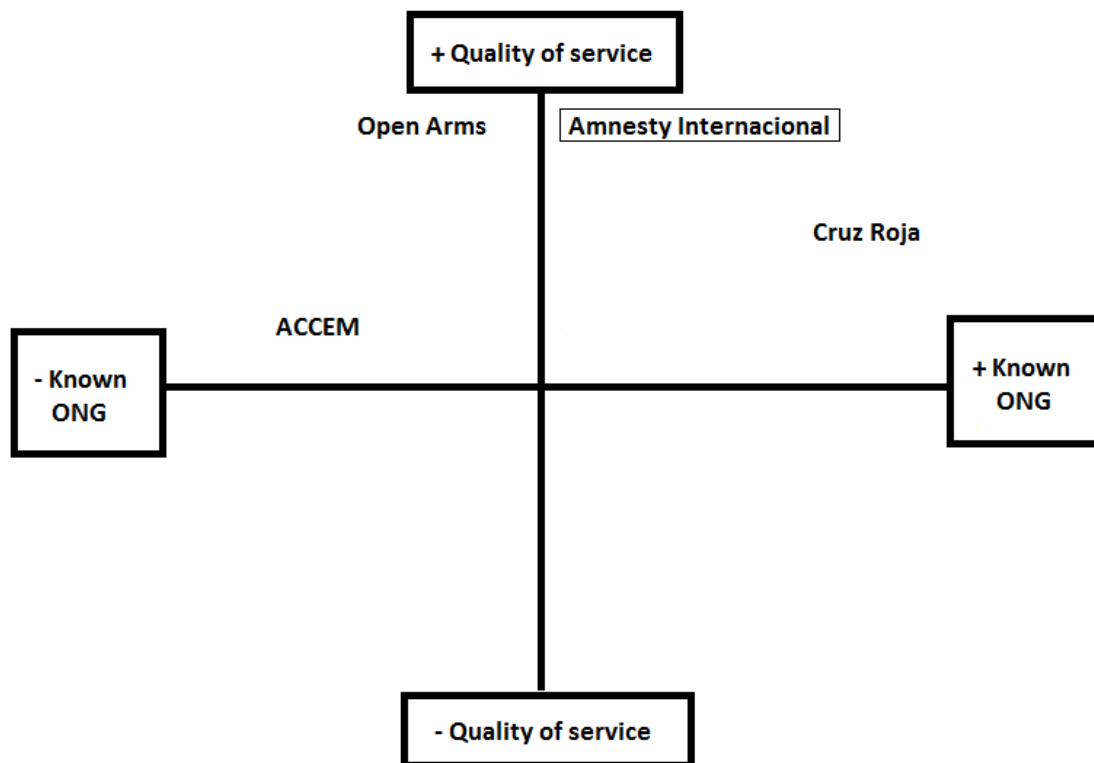 + Quality of service
Open Arms
Amnesty Internacional
Cruz Roja
ACCEM
- Known
ONG
+ Known
ONG
- Quality of service